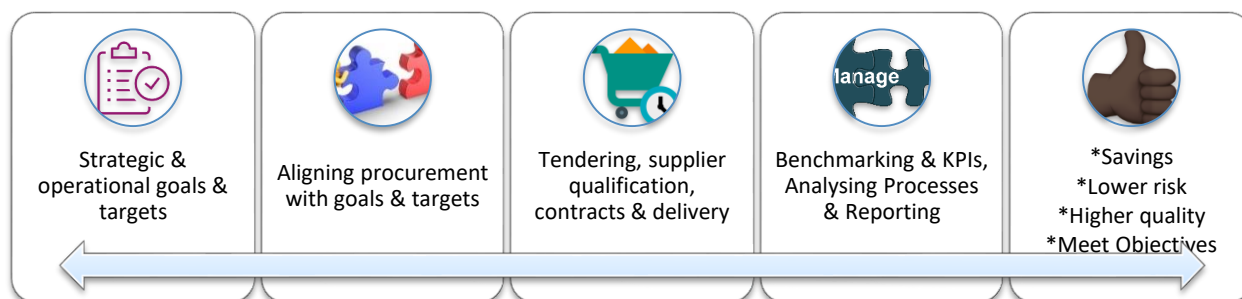 Strategic &
operational goals &
targets
Aligning procurement
with goals & targets
Tendering, supplier
qualification,
contracts & delivery
Manage
Benchmarking & KPIs,
Analysing Processes
& Reporting
*Savings
*Lower risk
*Higher quality
*Meet Objectives